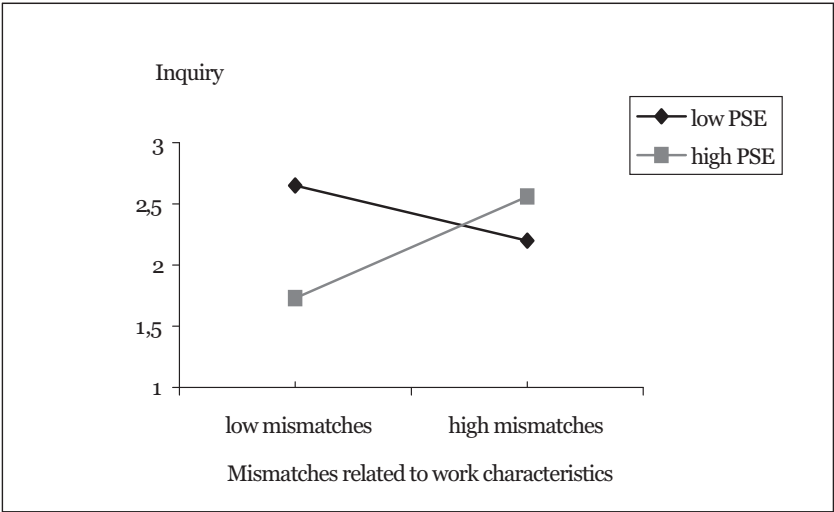 Inquiry
low PSE
high PSE
3
2,5
2
1,5
1
low mismatches high mismatches
Mismatches related to work characteristics